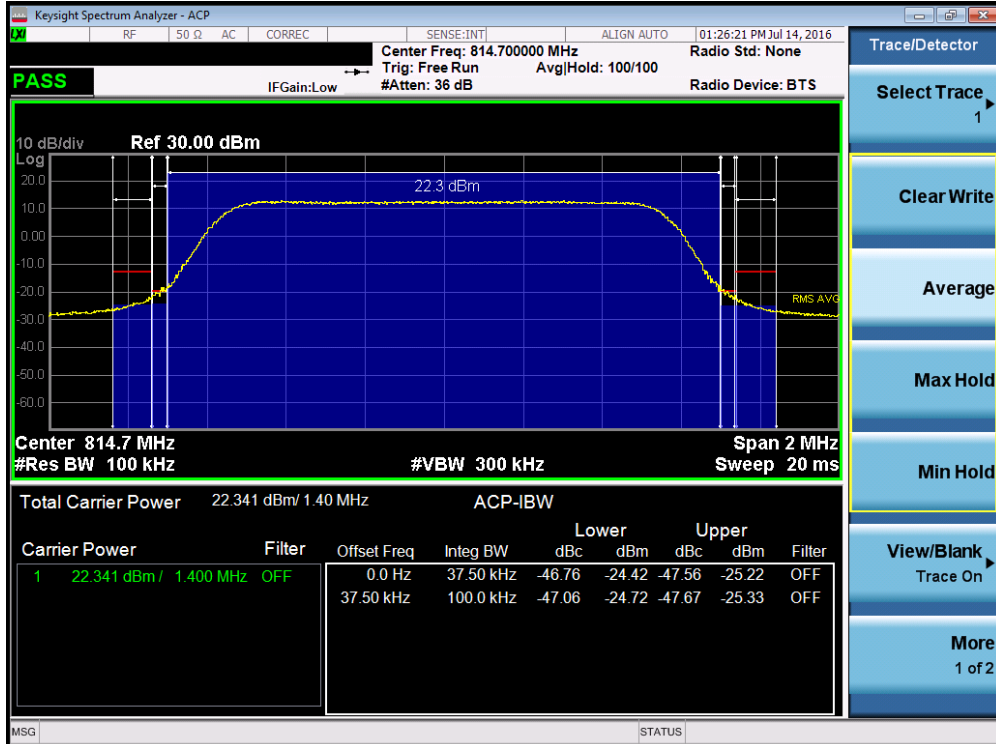 Keysight Spectrum Analyzer - ACP
LXI RF 50 Ω AC CORREC SENSE:INT ALIGN AUTO 01:26:21 PM Jul 14, 2016
Center Freq: 814.700000 MHz Radio Std: None
Trig: Free Run Avg|Hold: 100/100
PASS IFGain:Low #Atten: 36 dB Radio Device: BTS
10 dB/div Ref 30.00 dBm
Log
20.0
22.3 dBm
10.0
0.00
-10.0
-20.0
RMS AVG
-30.0
-40.0
-50.0
-60.0
Center 814.7 MHz Span 2 MHz
#Res BW 100 kHz #VBW 300 kHz Sweep 20 ms
Total Carrier Power 22.341 dBm/ 1.40 MHz ACP-IBW
Lower Upper
Carrier Power Filter Offset Freq Integ BW dBc dBm dBc dBm Filter
1 22.341 dBm / 1.400 MHz OFF 0.0 Hz 37.50 kHz -46.76 -24.42 -47.56 -25.22 OFF
37.50 kHz 100.0 kHz -47.06 -24.72 -47.67 -25.33 OFF
MSG STATUS
Trace/Detector
Select Trace
1
Clear Write
Average
Max Hold
Min Hold
View/Blank
Trace On
More
1 of 2